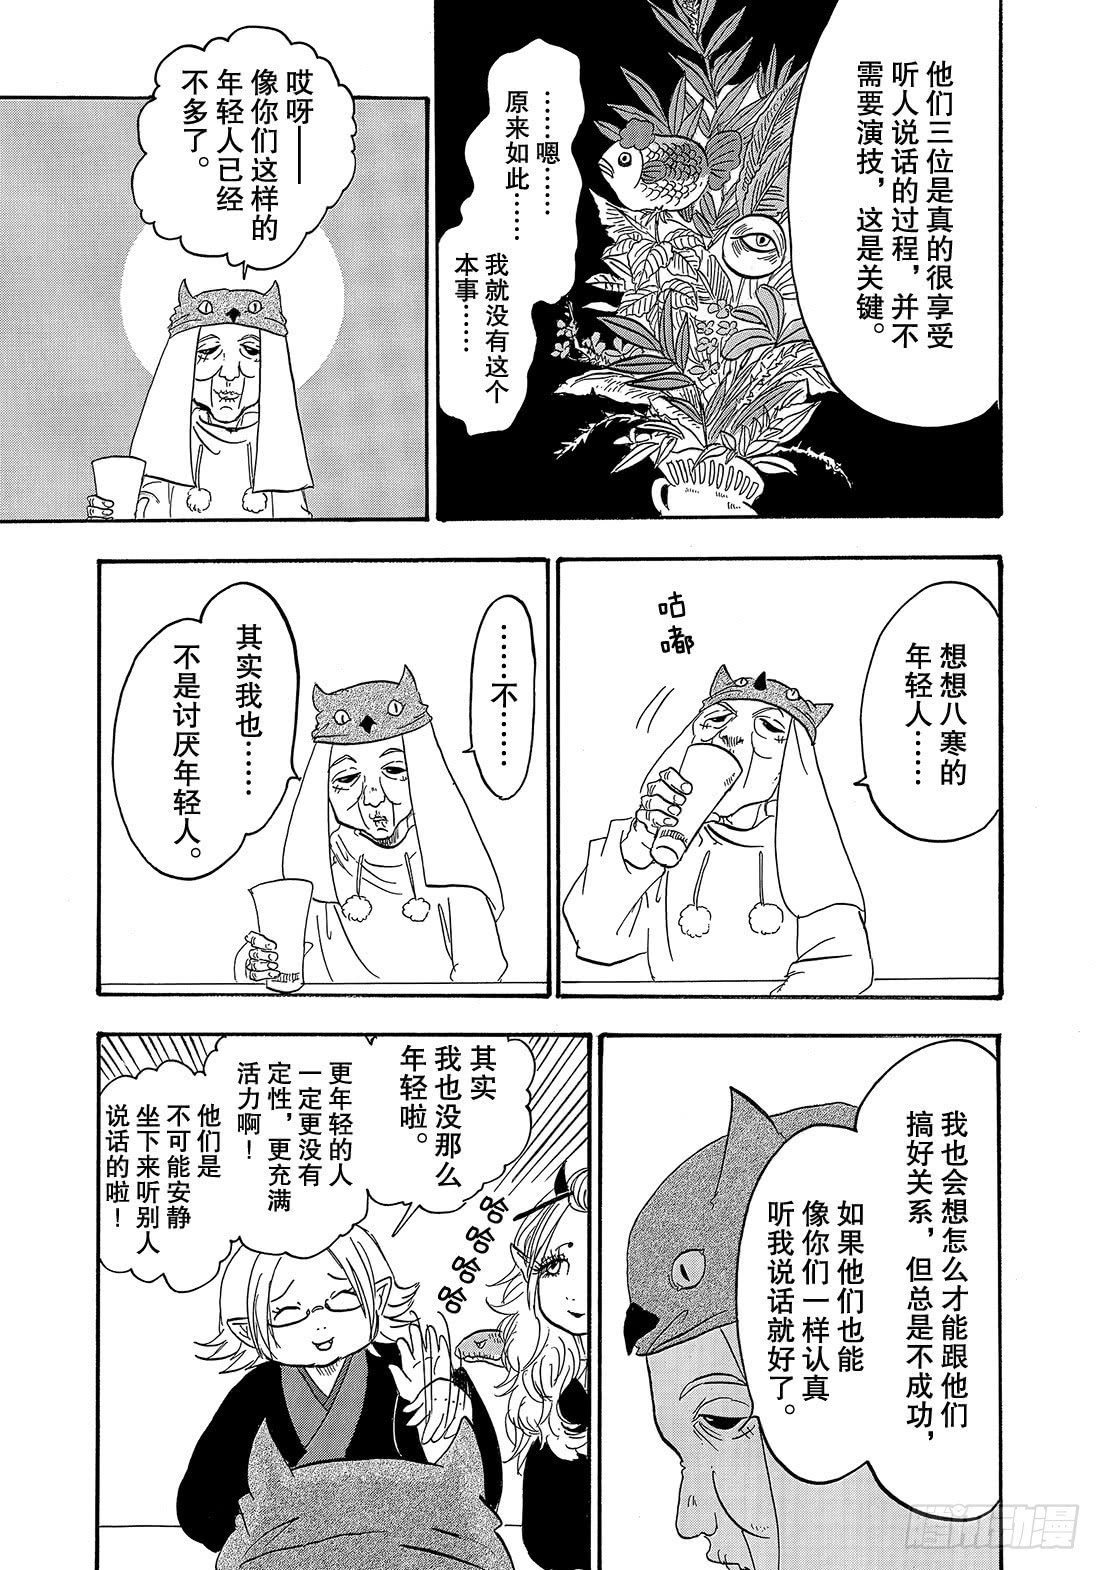 他们三位是真的很享受
听人说话的过程，并不
需要演技，这是关键。
……嗯……
原来如此……
我就没有这个
本事……
哎呀——
像你们这样的
年轻人已经
不多了。
想想八寒的
年轻人……
咕
嘟
……不……
其实我也……
不是讨厌年轻人。
我也会想怎么才能跟他们
搞好关系，但总是不成功，
如果他们也能
像你们一样认真
听我说话就好了。
其实
我也没那么
年轻啦。
更年轻的人
一定更没有
定性，更充满
活力啊！
他们是
不可能安静
坐下来听别人
说话的啦！
哈哈哈哈哈
腾讯动漫